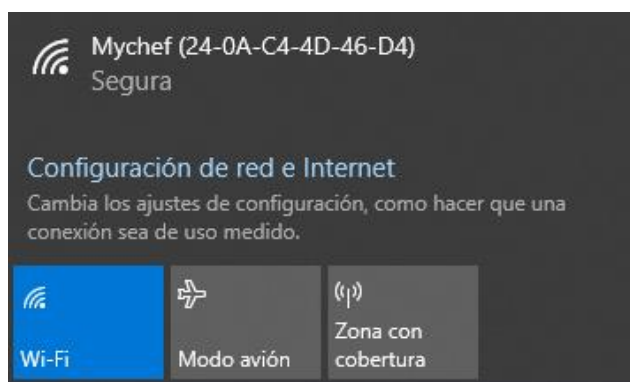 Mychef (24-0A-C4-4D-46-D4)
Segura
Configuración de red e Internet
Cambia los ajustes de configuración, como hacer que una
conexión sea de uso medido.
Wi-Fi
Modo avión
Zona con
cobertura